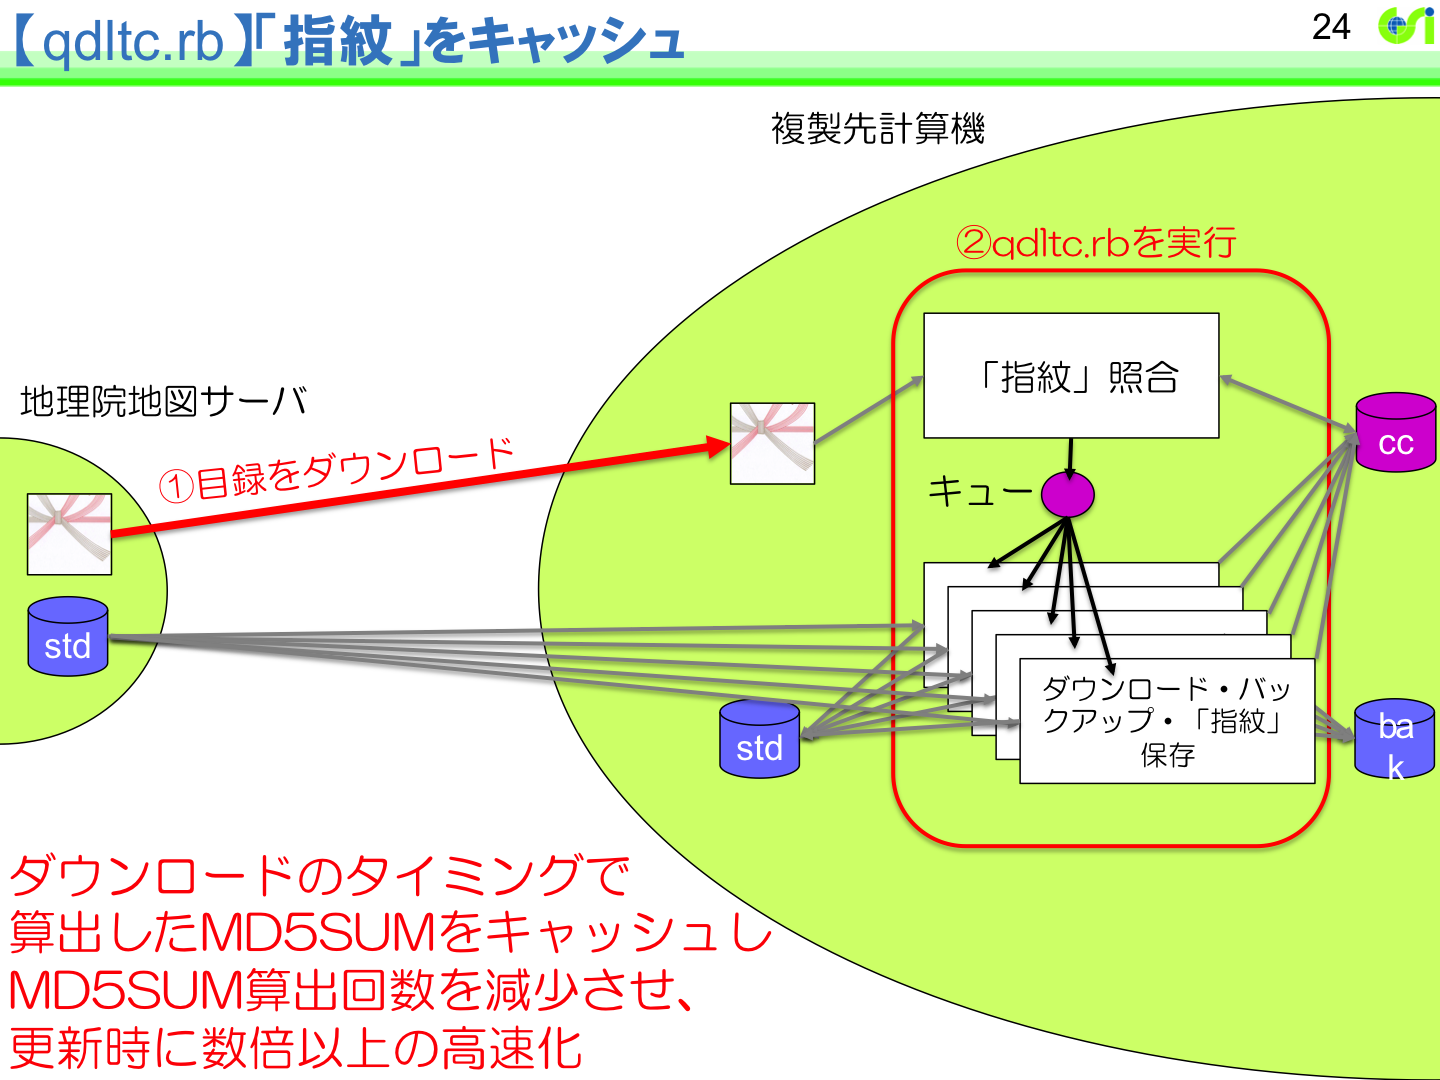 【qdltc.rb】「指紋」をキャッシュ
24
複製先計算機
②qdltc.rbを実行
「指紋」照合
地理院地図サーバ
①目録をダウンロード
cc
キュー
std
ダウンロード・バッ
クアップ・「指紋」
保存
std
ba
k
ダウンロードのタイミングで
算出したMD5SUMをキャッシュし
MD5SUM算出回数を減少させ、
更新時に数倍以上の高速化